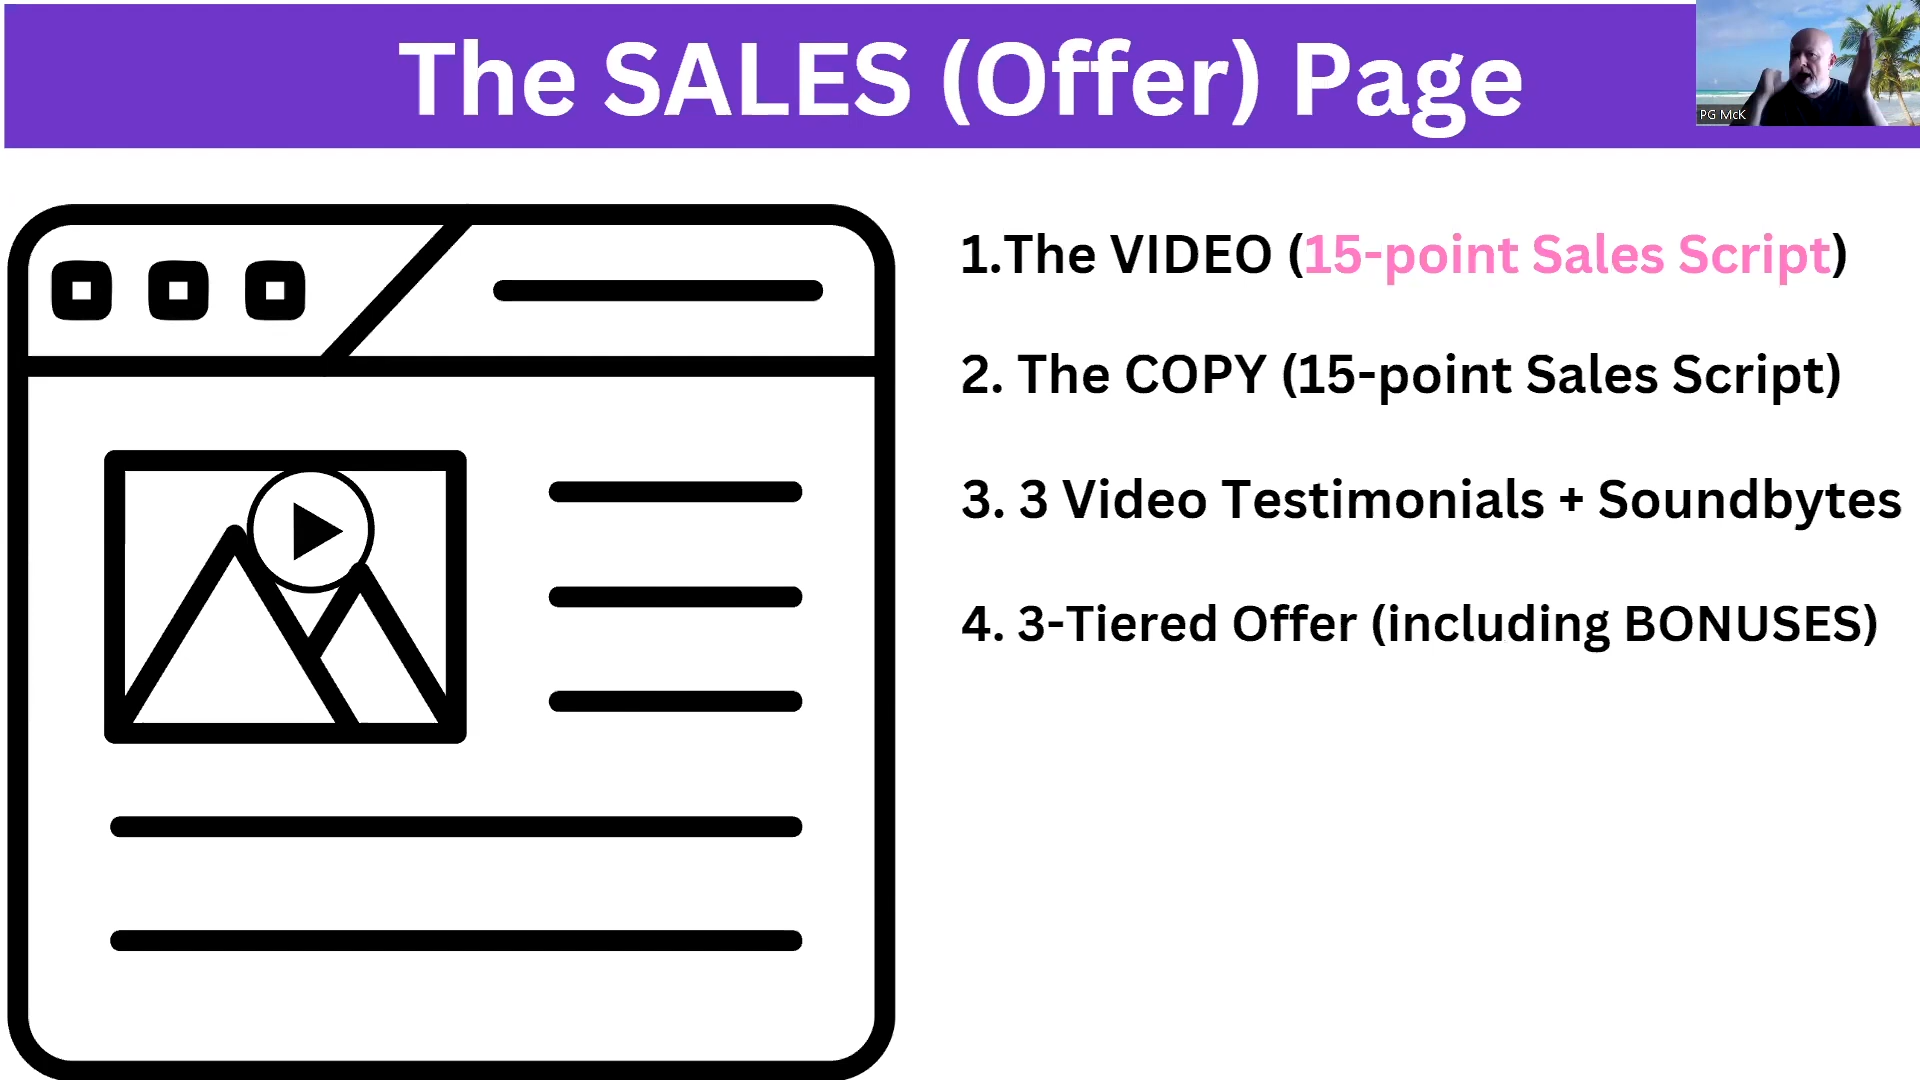 The SALES (Offer) Page
PG McK
1.The VIDEO (15-point Sales Script)
2. The COPY (15-point Sales Script)
3. 3 Video Testimonials + Soundbytes
4. 3-Tiered Offer (including BONUSES)